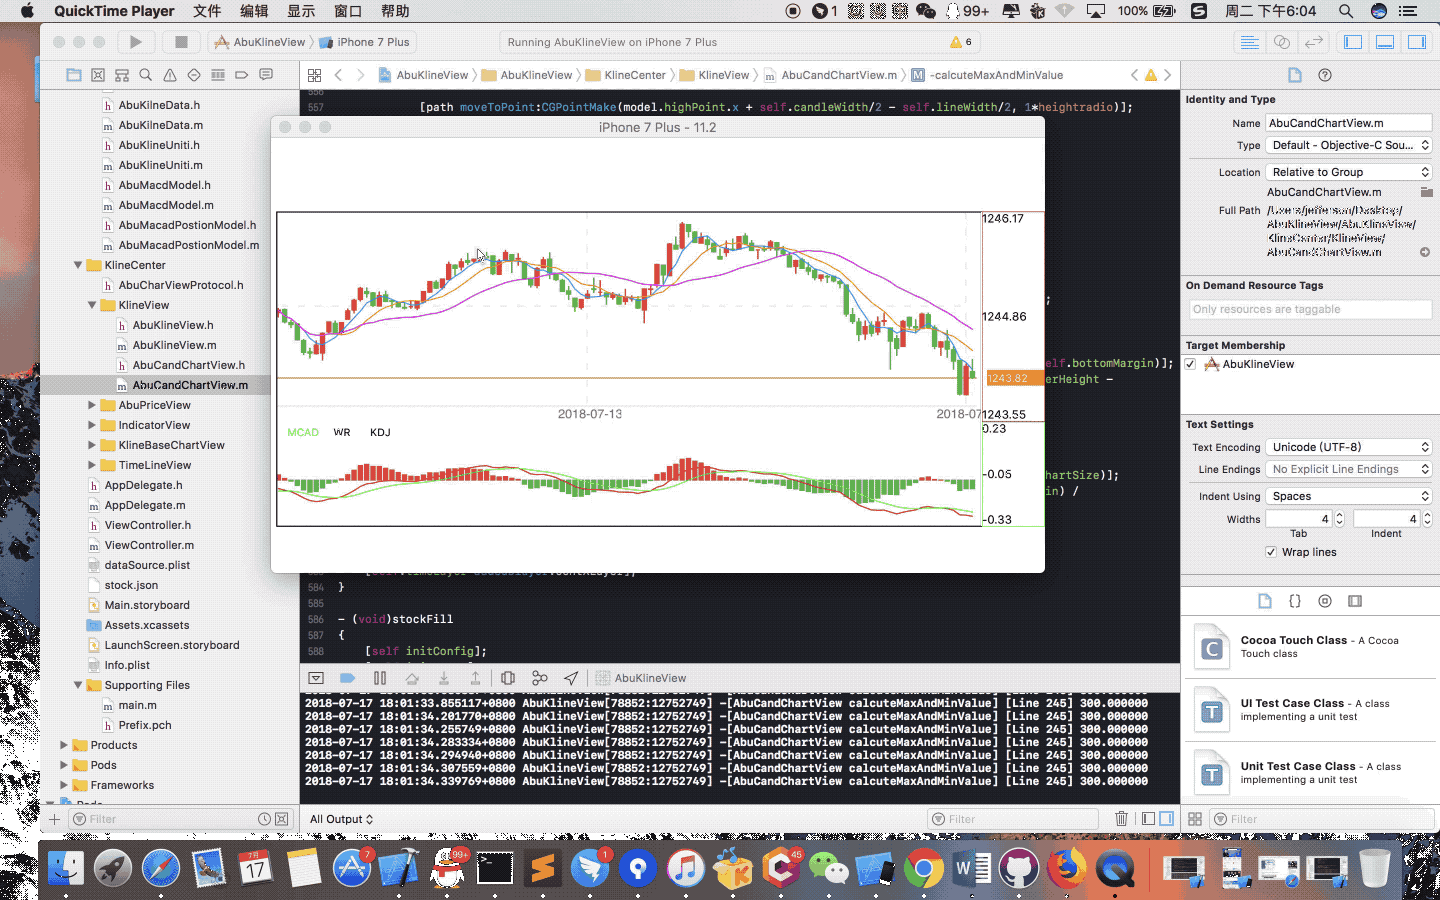 QuickTime Player 文件 编辑 显示 窗口 帮助 1 99+ 100% 周二 下午6:04
AbuKlineView iPhone 7 Plus
Running AbuKlineView on iPhone 7 Plus 6
AbuKlineView AbuKlineView KlineCenter KlineView AbuCandChartView.m M -calcuteMaxAndMinValue
AbuKilneData.h
AbuKilneData.m
AbuKlineUniti.h
AbuKlineUniti.m
AbuMacdModel.h
AbuMacdModel.m
AbuMacadPostionModel.h
AbuMacadPostionModel.m
KlineCenter
AbuCharViewProtocol.h
KlineView
AbuKlineView.h
AbuKlineView.m
AbuCandChartView.h
AbuCandChartView.m
AbuPriceView
IndicatorView
KlineBaseChartView
TimeLineView
AppDelegate.h
AppDelegate.m
ViewController.h
ViewController.m
dataSource.plist
stock.json
Main.storyboard
Assets.xcassets
LaunchScreen.storyboard
Info.plist
Supporting Files
main.m
Prefix.pch
Products
Pods
Frameworks
Filter
556
557 [path moveToPoint:CGPointMake(model.highPoint.x + self.candleWidth/2 - self.lineWidth/2, 1*heightradio)];
iPhone 7 Plus - 11.2
1246.17
1244.86
1243.82
1243.55
2018-07-13
2018-07
MCAD WR KDJ
0.23
-0.05
-0.33
elf.bottomMargin)];
erHeight -
hartSize)];
in) /
584 }
585
586 - (void)stockFill
587 {
588 [self initConfig];
AbuKlineView
2018-07-17 18:01:33.855117+0800 AbuKlineView[78852:12752749] -[AbuCandChartView calcuteMaxAndMinValue] [Line 245] 300.000000
2018-07-17 18:01:34.201770+0800 AbuKlineView[78852:12752749] -[AbuCandChartView calcuteMaxAndMinValue] [Line 245] 300.000000
2018-07-17 18:01:34.255749+0800 AbuKlineView[78852:12752749] -[AbuCandChartView calcuteMaxAndMinValue] [Line 245] 300.000000
2018-07-17 18:01:34.283334+0800 AbuKlineView[78852:12752749] -[AbuCandChartView calcuteMaxAndMinValue] [Line 245] 300.000000
2018-07-17 18:01:34.294940+0800 AbuKlineView[78852:12752749] -[AbuCandChartView calcuteMaxAndMinValue] [Line 245] 300.000000
2018-07-17 18:01:34.307559+0800 AbuKlineView[78852:12752749] -[AbuCandChartView calcuteMaxAndMinValue] [Line 245] 300.000000
2018-07-17 18:01:34.339769+0800 AbuKlineView[78852:12752749] -[AbuCandChartView calcuteMaxAndMinValue] [Line 245] 300.000000
All Output
Filter
Identity and Type
Name AbuCandChartView.m
Type Default - Objective-C Sou...
Location Relative to Group
AbuCandChartView.m
Full Path /Users/jefferson/Desktop/
AbuKlineView/AbuKlineView/
KlineCenter/KlineView/
AbuCandChartView.m
On Demand Resource Tags
Only resources are taggable
Target Membership
AbuKlineView
Text Settings
Text Encoding Unicode (UTF-8)
Line Endings No Explicit Line Endings
Indent Using Spaces
Widths 4 4
Tab Indent
Wrap lines
C
Cocoa Touch Class - A Cocoa
Touch class
T
UI Test Case Class - A class
implementing a unit test
T
Unit Test Case Class - A class
implementing a unit test
Filter
7月
17
7
99+
1
45